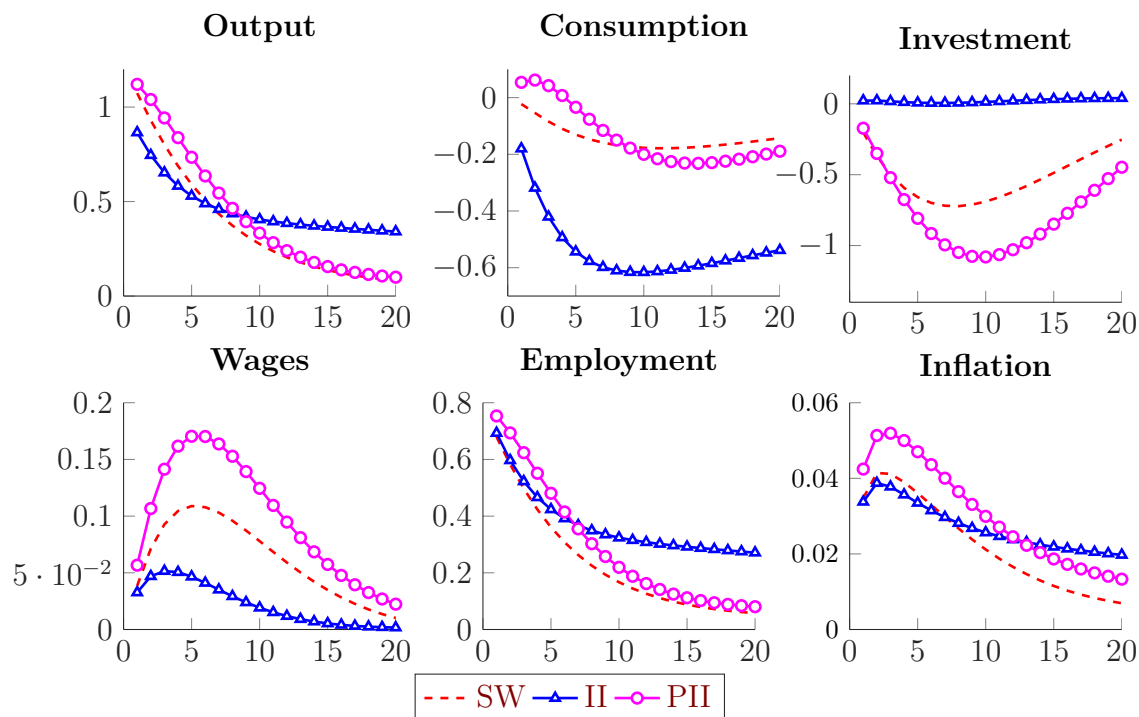 Output
1
0.5
0
0 5 10 15 20
Consumption
0
−0.2
−0.4
−0.6
0 5 10 15 20
Investment
0
−0.5
−1
0 5 10 15 20
Wages
0.2
0.15
0.1
5 · 10−2
0
0 5 10 15 20
Employment
0.8
0.6
0.4
0.2
0
0 5 10 15 20
Inflation
0.06
0.04
0.02
0
0 5 10 15 20
SW II PII